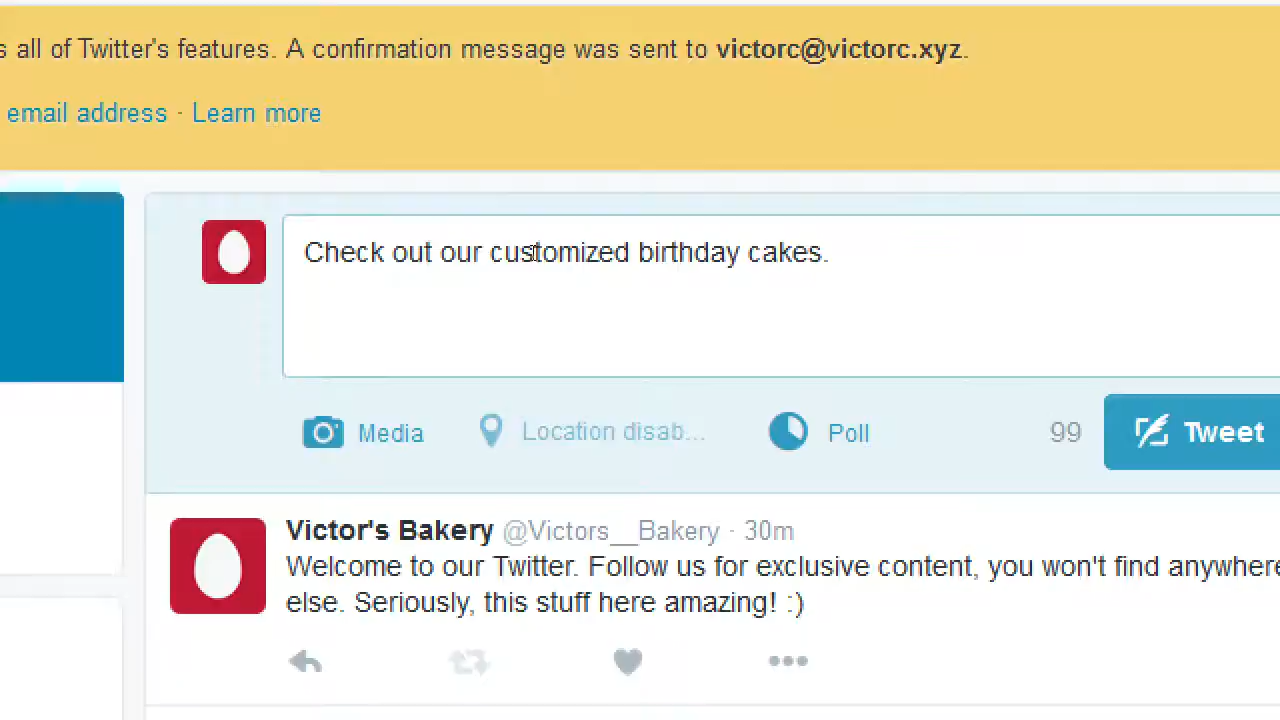 s all of Twitter's features. A confirmation message was sent to victorc@victorc.xyz.
email address · Learn more
Check out our customized birthday cakes.
Media Location disab... Poll 99 Tweet
Victor's Bakery @Victors__Bakery · 30m
Welcome to our Twitter. Follow us for exclusive content, you won't find anywhere
else. Seriously, this stuff here amazing! :)